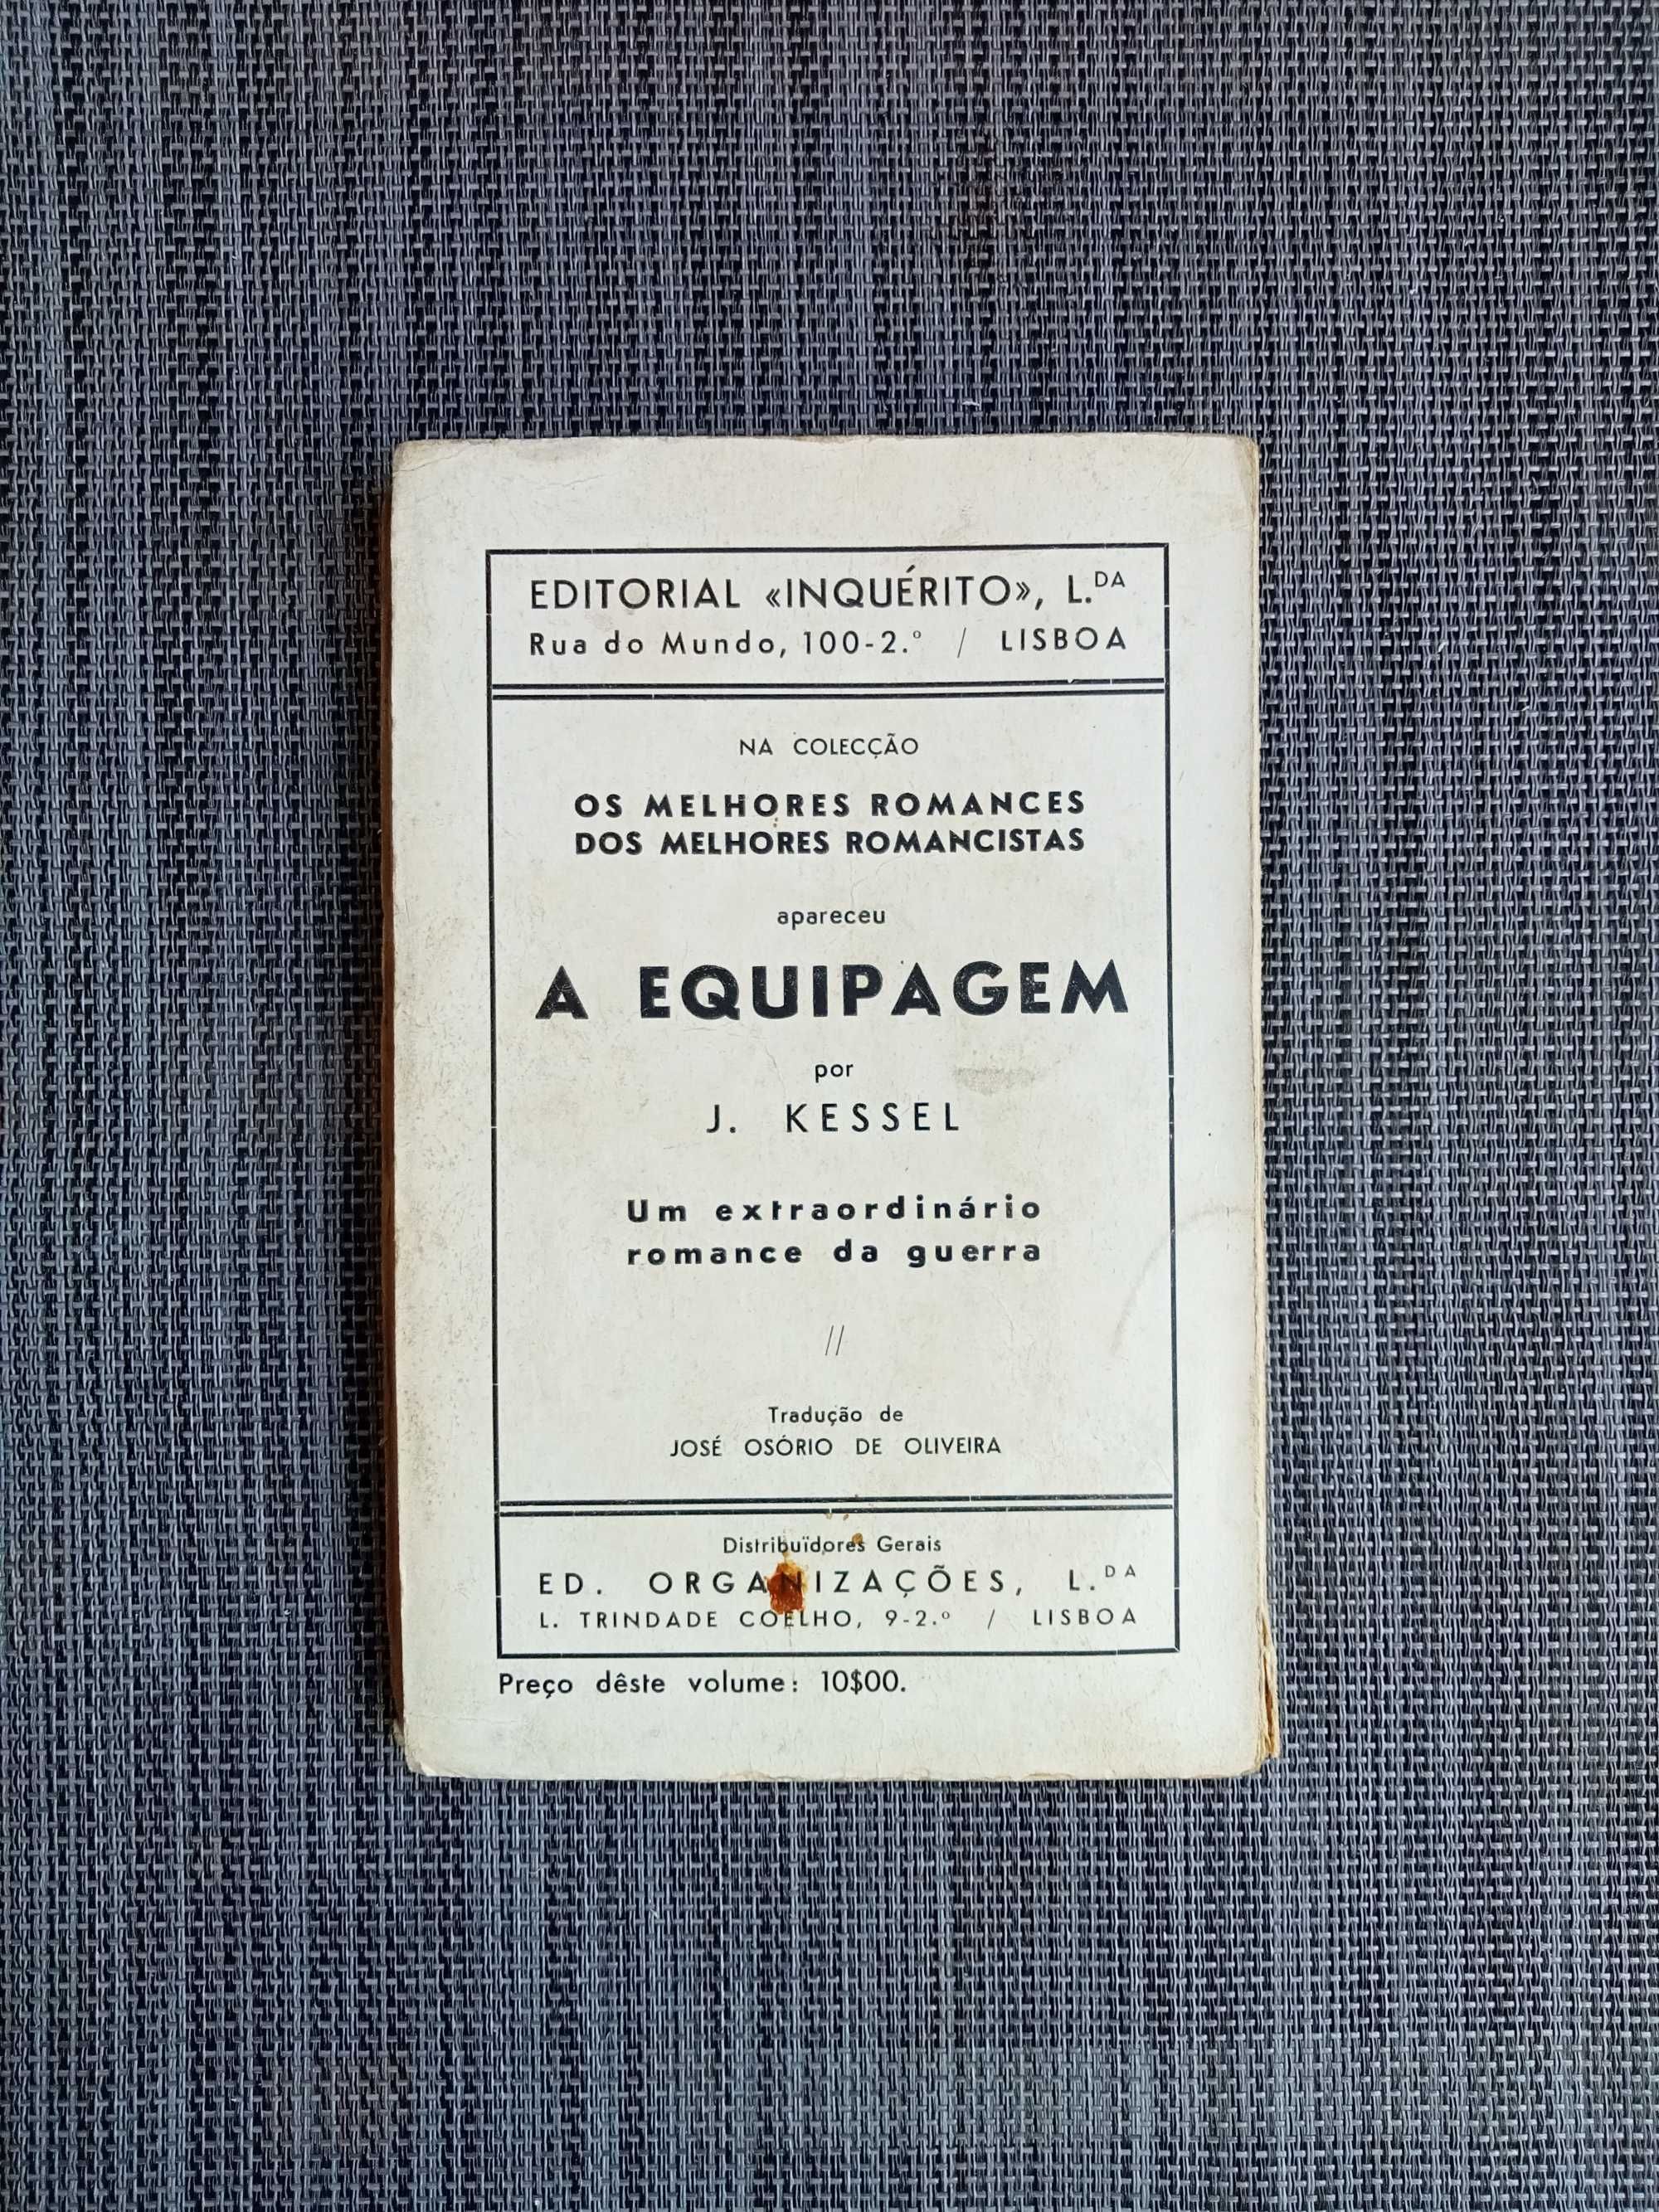 EDITORIAL «INQUÉRITO», L.DA
Rua do Mundo, 100-2.º / LISBOA
NA COLECÇÃO
OS MELHORES ROMANCES
DOS MELHORES ROMANCISTAS
apareceu
A EQUIPAGEM
por
J. KESSEL
Um extraordinário
romance da guerra
//
Tradução de
JOSÉ OSÓRIO DE OLIVEIRA
Distribuïdores Gerais
ED. ORGANIZAÇÕES, L.DA
L. TRINDADE COELHO, 9-2.º / LISBOA
Preço dêste volume: 10$00.